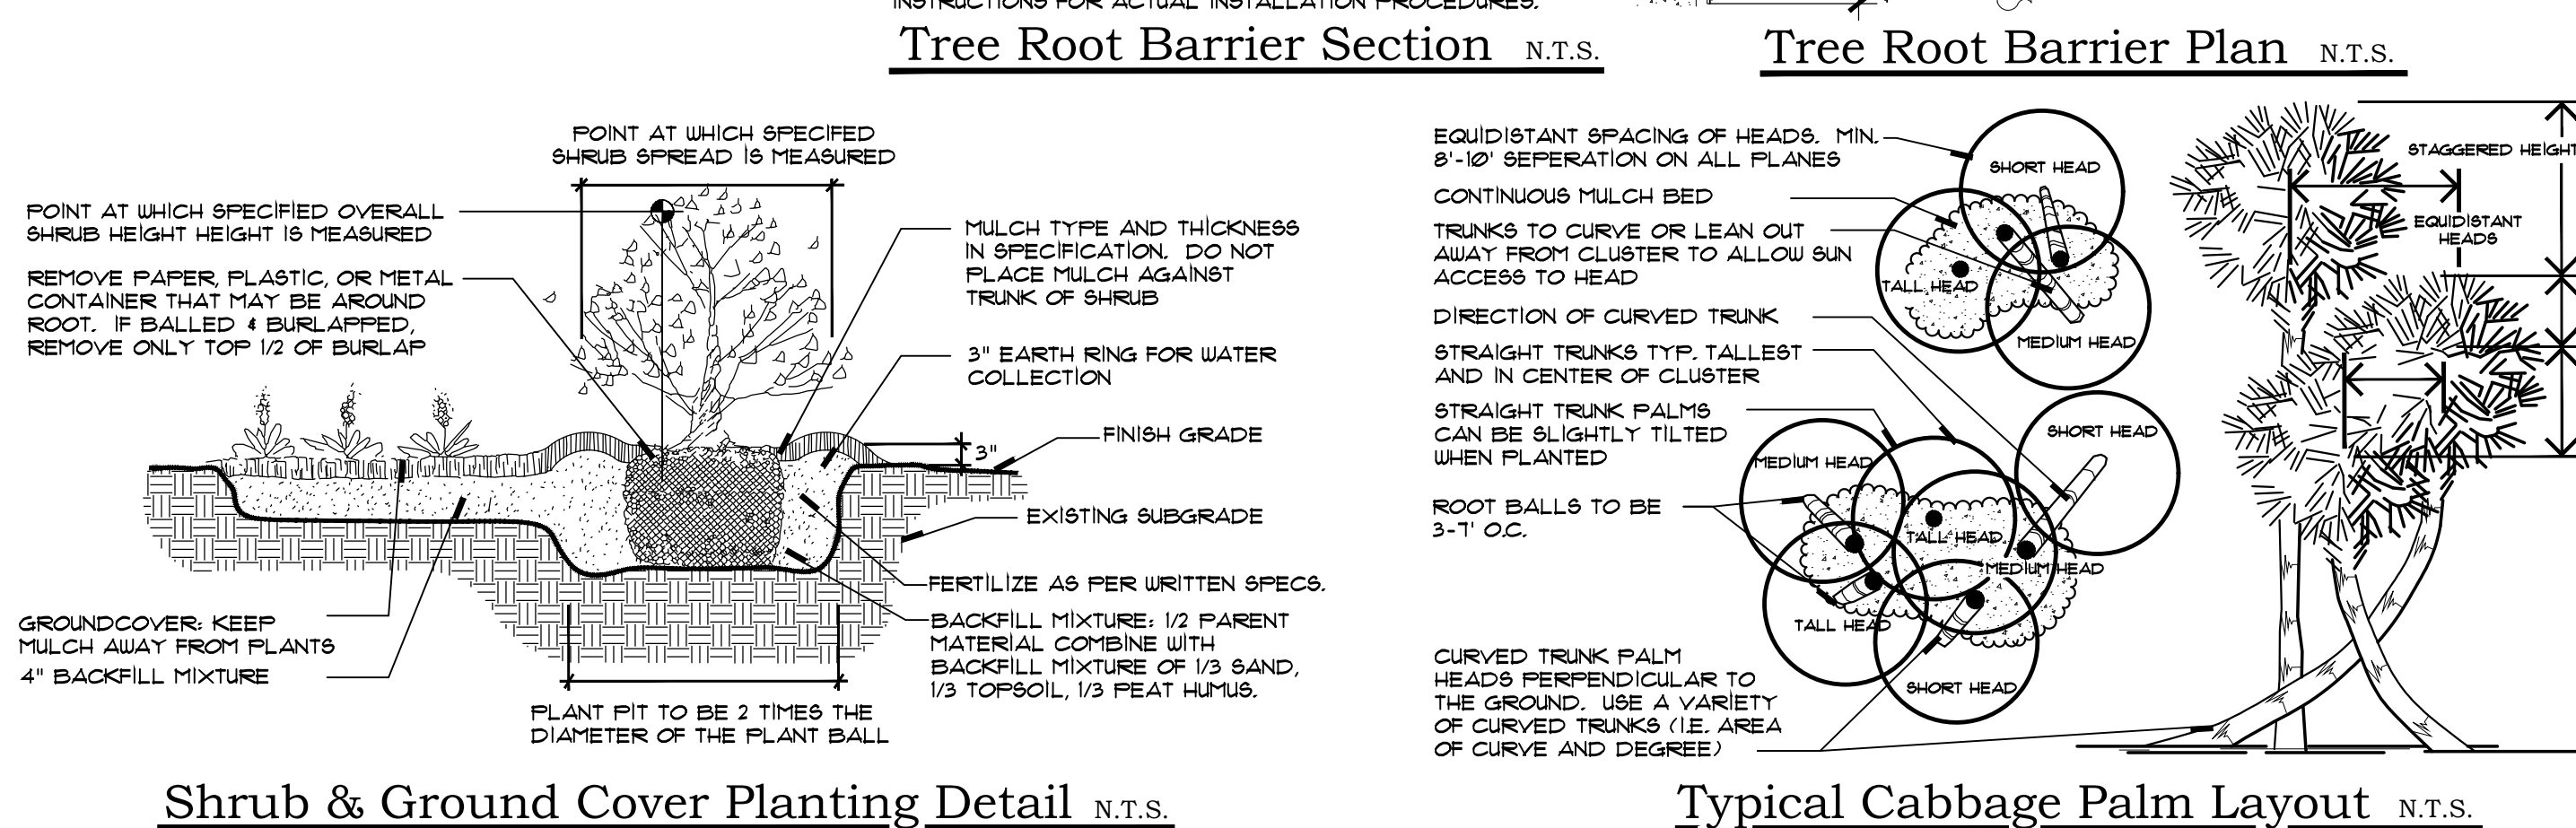 INSTRUCTIONS FOR ACTUAL INSTALLATION PROCEDURES.
Tree Root Barrier Section N.T.S.
Tree Root Barrier Plan N.T.S.
POINT AT WHICH SPECIFED
SHRUB SPREAD IS MEASURED
POINT AT WHICH SPECIFIED OVERALL
SHRUB HEIGHT HEIGHT IS MEASURED
REMOVE PAPER, PLASTIC, OR METAL
CONTAINER THAT MAY BE AROUND
ROOT. IF BALLED & BURLAPPED,
REMOVE ONLY TOP 1/2 OF BURLAP
MULCH TYPE AND THICKNESS
IN SPECIFICATION. DO NOT
PLACE MULCH AGAINST
TRUNK OF SHRUB
3" EARTH RING FOR WATER
COLLECTION
FINISH GRADE
3"
EXISTING SUBGRADE
FERTILIZE AS PER WRITTEN SPECS.
BACKFILL MIXTURE: 1/2 PARENT
MATERIAL COMBINE WITH
BACKFILL MIXTURE OF 1/3 SAND,
1/3 TOPSOIL, 1/3 PEAT HUMUS.
GROUNDCOVER: KEEP
MULCH AWAY FROM PLANTS
4" BACKFILL MIXTURE
PLANT PIT TO BE 2 TIMES THE
DIAMETER OF THE PLANT BALL
Shrub & Ground Cover Planting Detail N.T.S.
EQUIDISTANT SPACING OF HEADS. MIN.
8'-10' SEPERATION ON ALL PLANES
CONTINUOUS MULCH BED
TRUNKS TO CURVE OR LEAN OUT
AWAY FROM CLUSTER TO ALLOW SUN
ACCESS TO HEAD
DIRECTION OF CURVED TRUNK
STRAIGHT TRUNKS TYP. TALLEST
AND IN CENTER OF CLUSTER
STRAIGHT TRUNK PALMS
CAN BE SLIGHTLY TILTED
WHEN PLANTED
ROOT BALLS TO BE
3-7' O.C.
CURVED TRUNK PALM
HEADS PERPENDICULAR TO
THE GROUND. USE A VARIETY
OF CURVED TRUNKS (I.E. AREA
OF CURVE AND DEGREE)
SHORT HEAD
TALL HEAD
MEDIUM HEAD
SHORT HEAD
MEDIUM HEAD
TALL HEAD
MEDIUM HEAD
TALL HEAD
SHORT HEAD
STAGGERED HEIGHT
EQUIDISTANT
HEADS
Typical Cabbage Palm Layout N.T.S.